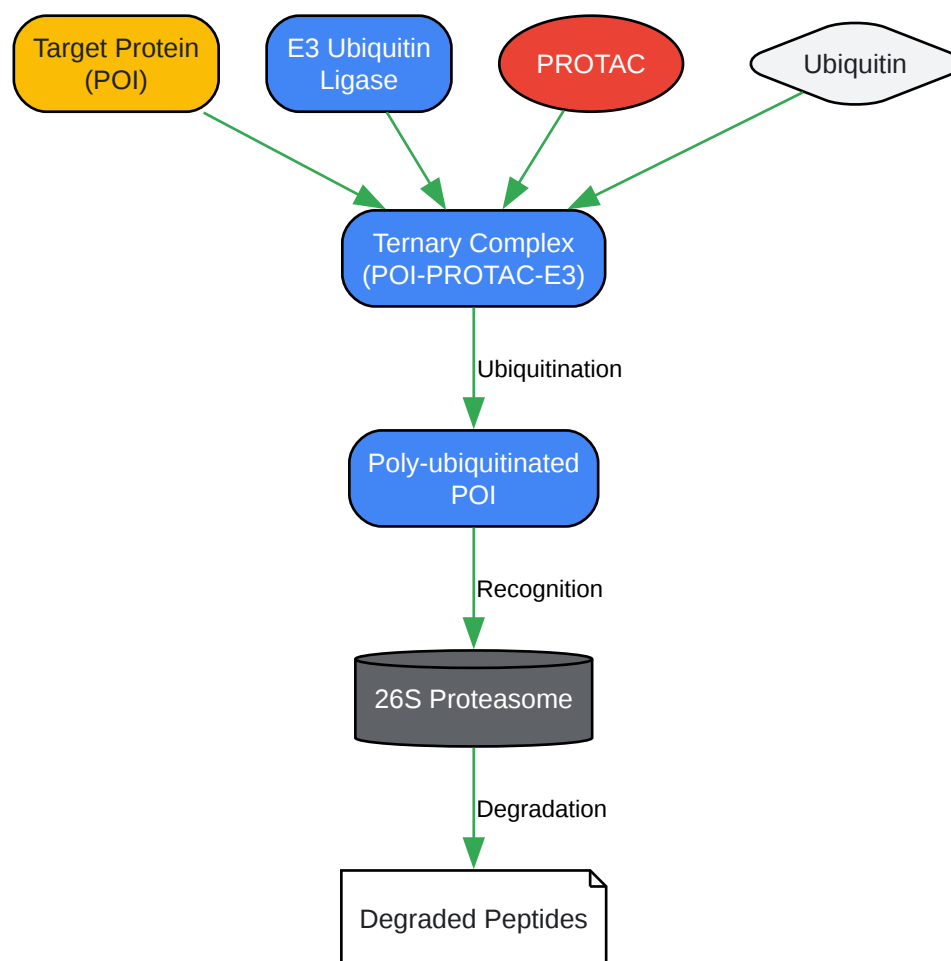 Target Protein
(POI)
E3 Ubiquitin
Ligase
PROTAC
Ubiquitin
Ternary Complex
(POI-PROTAC-E3)
Ubiquitination
Poly-ubiquitinated
POI
Recognition
26S Proteasome
Degradation
Degraded Peptides